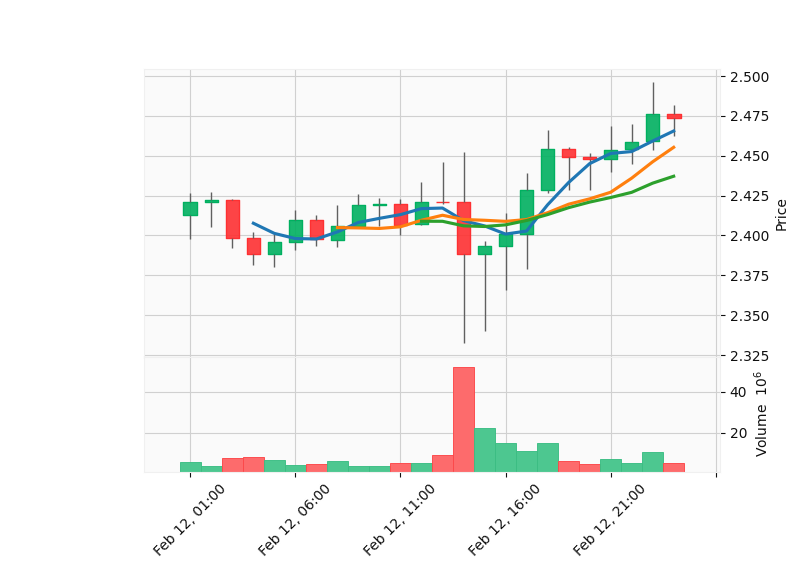 2.500
2.475
2.450
2.425
2.400
2.375
2.350
2.325
Price
40
20
Volume 10⁶
Feb 12, 01:00
Feb 12, 06:00
Feb 12, 11:00
Feb 12, 16:00
Feb 12, 21:00